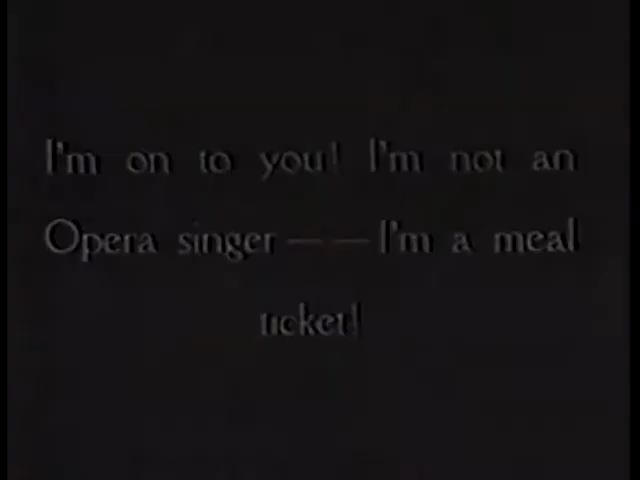 I'm on to you! I'm not an
Opera singer — — I'm a meal
ticket!